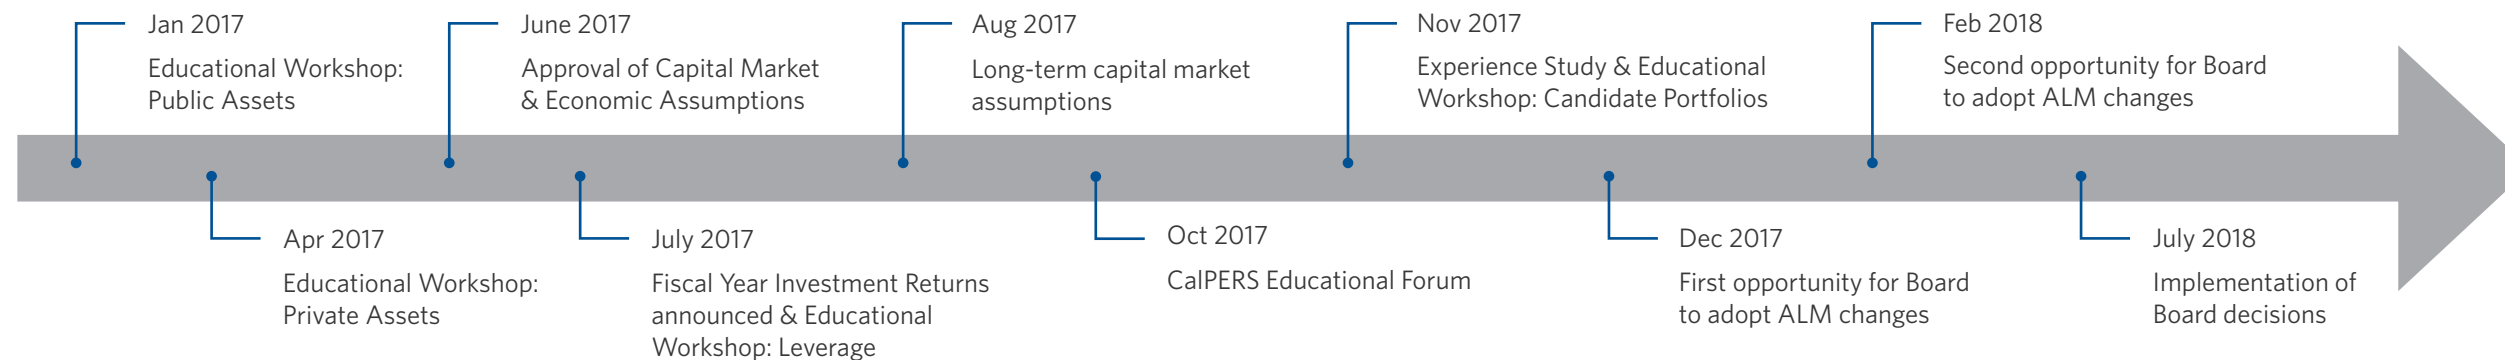 Jan 2017
Educational Workshop:
Public Assets
Apr 2017
Educational Workshop:
Private Assets
June 2017
Approval of Capital Market
& Economic Assumptions
July 2017
Fiscal Year Investment Returns
announced & Educational
Workshop: Leverage
Aug 2017
Long-term capital market
assumptions
Oct 2017
CalPERS Educational Forum
Nov 2017
Experience Study & Educational
Workshop: Candidate Portfolios
Dec 2017
First opportunity for Board
to adopt ALM changes
Feb 2018
Second opportunity for Board
to adopt ALM changes
July 2018
Implementation of
Board decisions